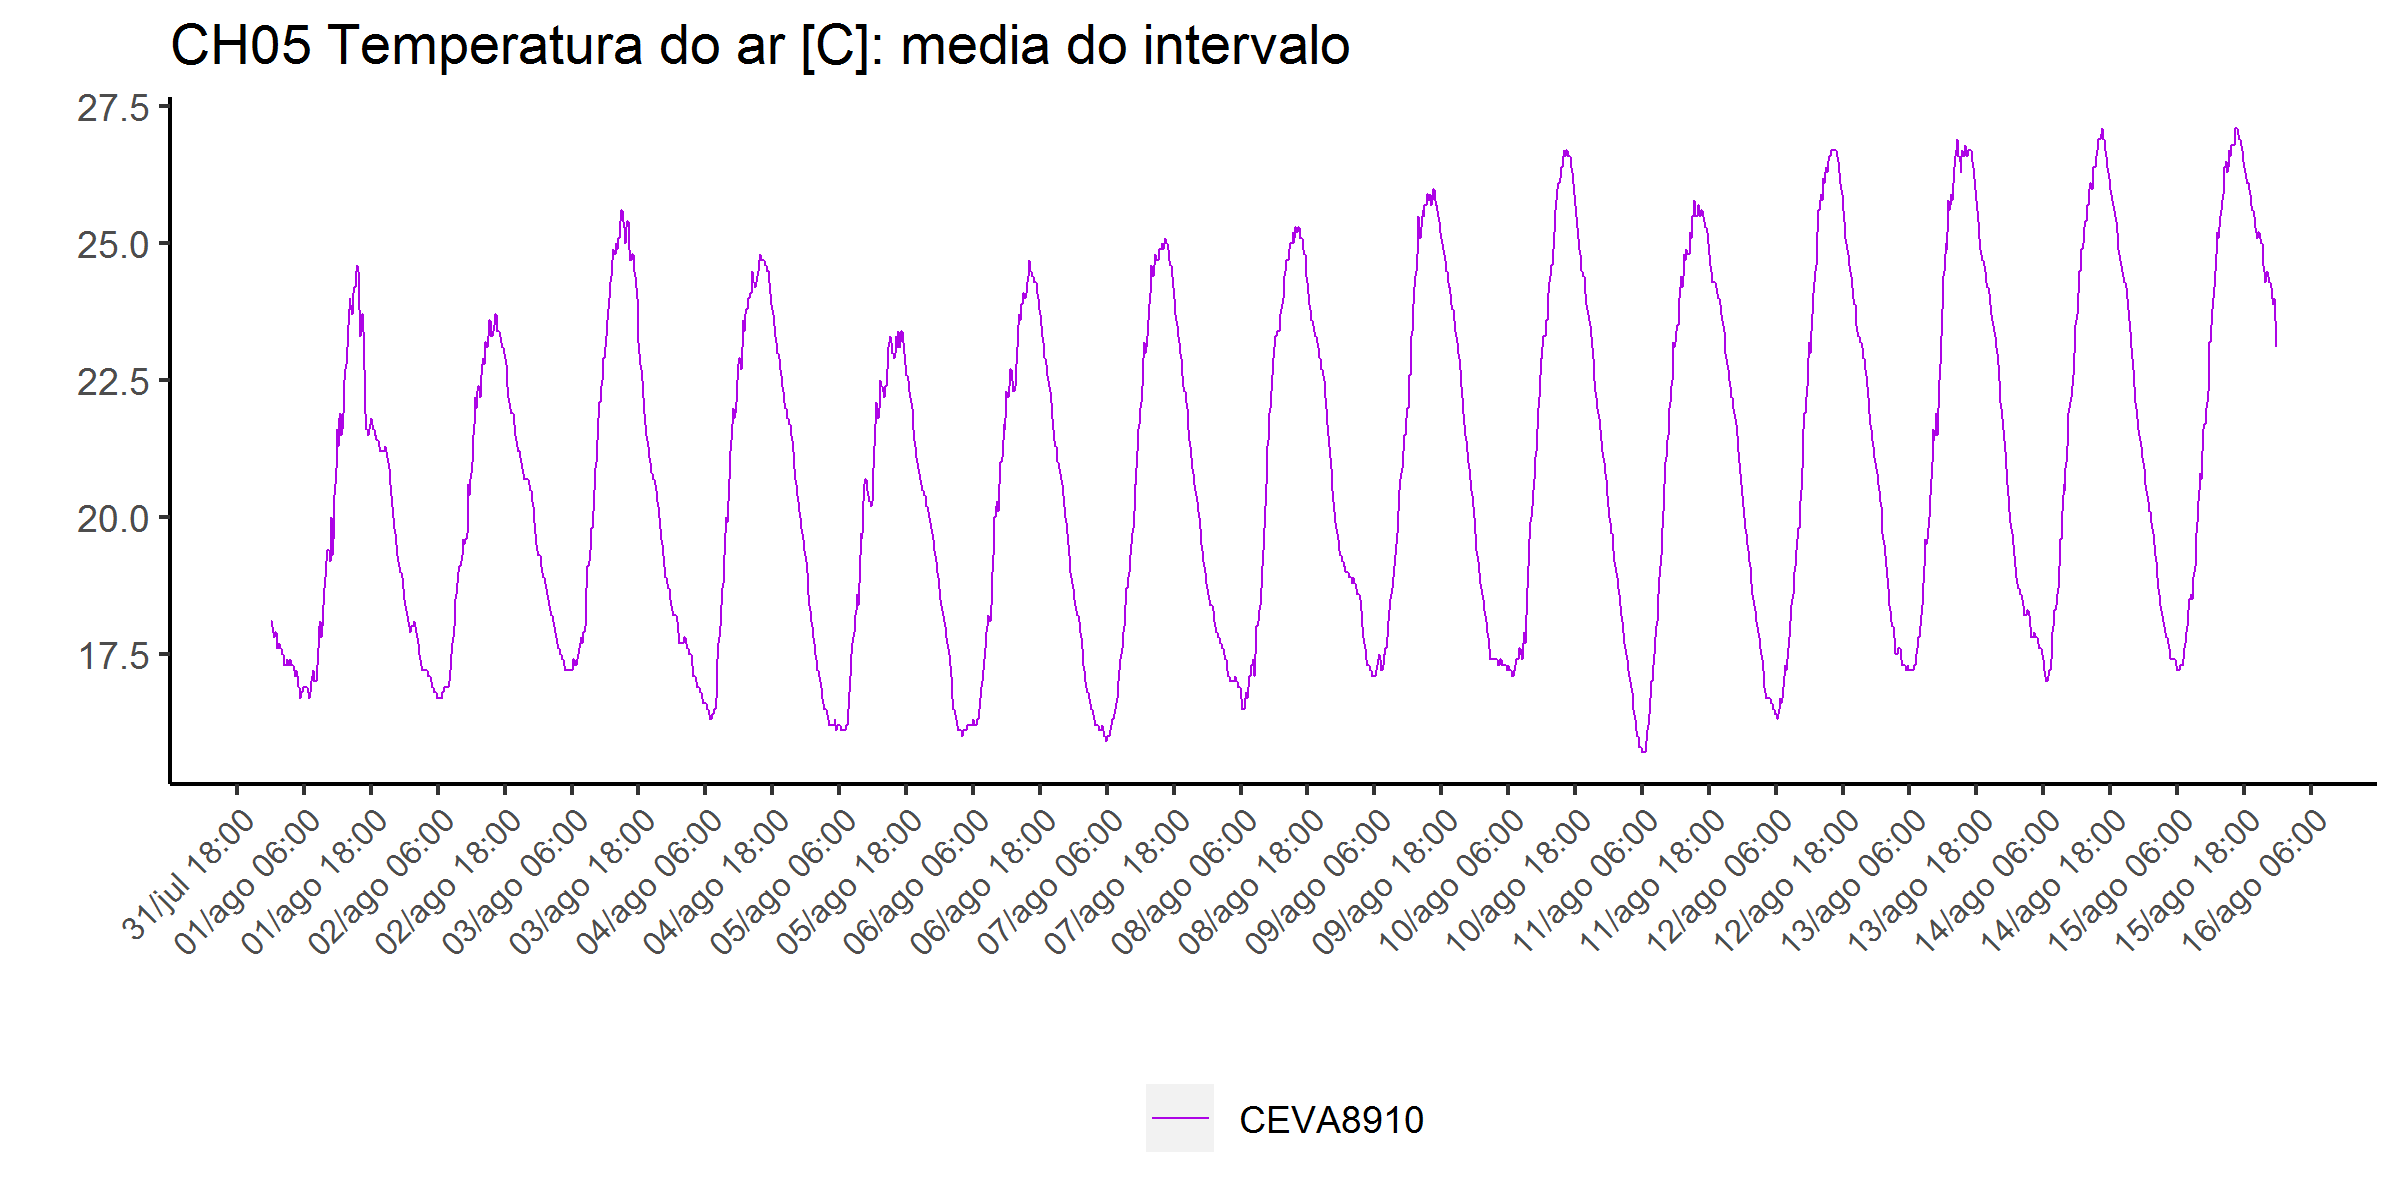 CH05 Temperatura do ar [C]: media do intervalo
27.5
25.0
22.5
20.0
17.5
31/jul 18:00
01/ago 06:00
01/ago 18:00
02/ago 06:00
02/ago 18:00
03/ago 06:00
03/ago 18:00
04/ago 06:00
04/ago 18:00
05/ago 06:00
05/ago 18:00
06/ago 06:00
06/ago 18:00
07/ago 06:00
07/ago 18:00
08/ago 06:00
08/ago 18:00
09/ago 06:00
09/ago 18:00
10/ago 06:00
10/ago 18:00
11/ago 06:00
11/ago 18:00
12/ago 06:00
12/ago 18:00
13/ago 06:00
13/ago 18:00
14/ago 06:00
14/ago 18:00
15/ago 06:00
15/ago 18:00
16/ago 06:00
CEVA8910